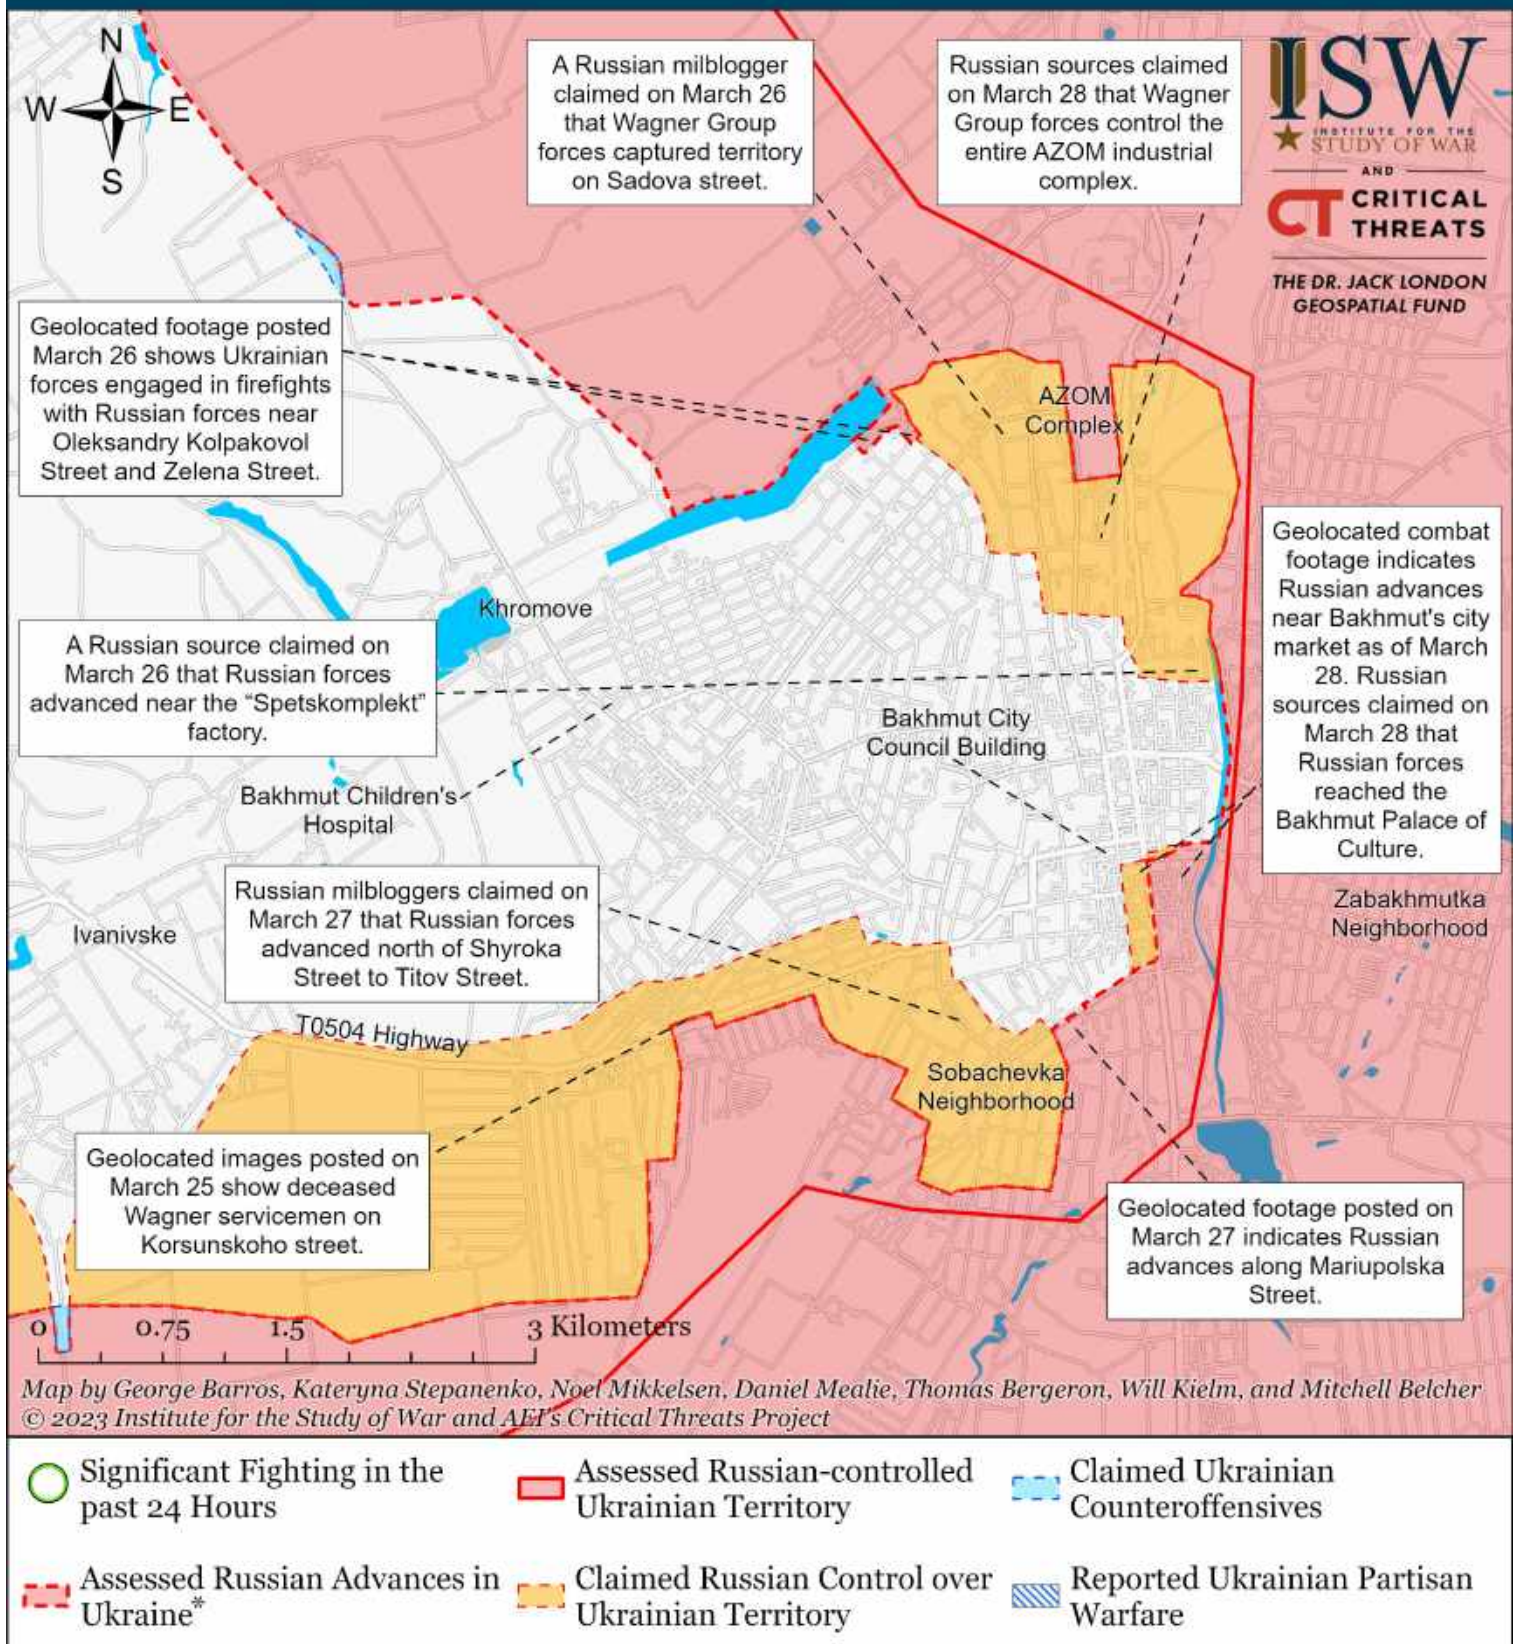 N
W
E
S
A Russian milblogger
claimed on March 26
that Wagner Group
forces captured territory
on Sadova street.
Russian sources claimed
on March 28 that Wagner
Group forces control the
entire AZOM industrial
complex.
ISW
INSTITUTE FOR THE
STUDY OF WAR
AND
CT CRITICAL
THREATS
THE DR. JACK LONDON
GEOSPATIAL FUND
Geolocated footage posted
March 26 shows Ukrainian
forces engaged in firefights
with Russian forces near
Oleksandry Kolpakovol
Street and Zelena Street.
AZOM
Complex
Geolocated combat
footage indicates
Russian advances
near Bakhmut's city
market as of March
28. Russian
sources claimed on
March 28 that
Russian forces
reached the
Bakhmut Palace of
Culture.
Khromove
A Russian source claimed on
March 26 that Russian forces
advanced near the “Spetskomplekt”
factory.
Bakhmut City
Council Building
Bakhmut Children's
Hospital
Russian milbloggers claimed on
March 27 that Russian forces
advanced north of Shyroka
Street to Titov Street.
Zabakhmutka
Neighborhood
Ivanivske
T0504 Highway
Sobachevka
Neighborhood
Geolocated images posted on
March 25 show deceased
Wagner servicemen on
Korsunskoho street.
Geolocated footage posted on
March 27 indicates Russian
advances along Mariupolska
Street.
0 0.75 1.5 3 Kilometers
Map by George Barros, Kateryna Stepanenko, Noel Mikkelsen, Daniel Mealie, Thomas Bergeron, Will Kielm, and Mitchell Belcher
© 2023 Institute for the Study of War and AEI's Critical Threats Project
Significant Fighting in the
past 24 Hours
Assessed Russian-controlled
Ukrainian Territory
Claimed Ukrainian
Counteroffensives
Assessed Russian Advances in
Ukraine*
Claimed Russian Control over
Ukrainian Territory
Reported Ukrainian Partisan
Warfare